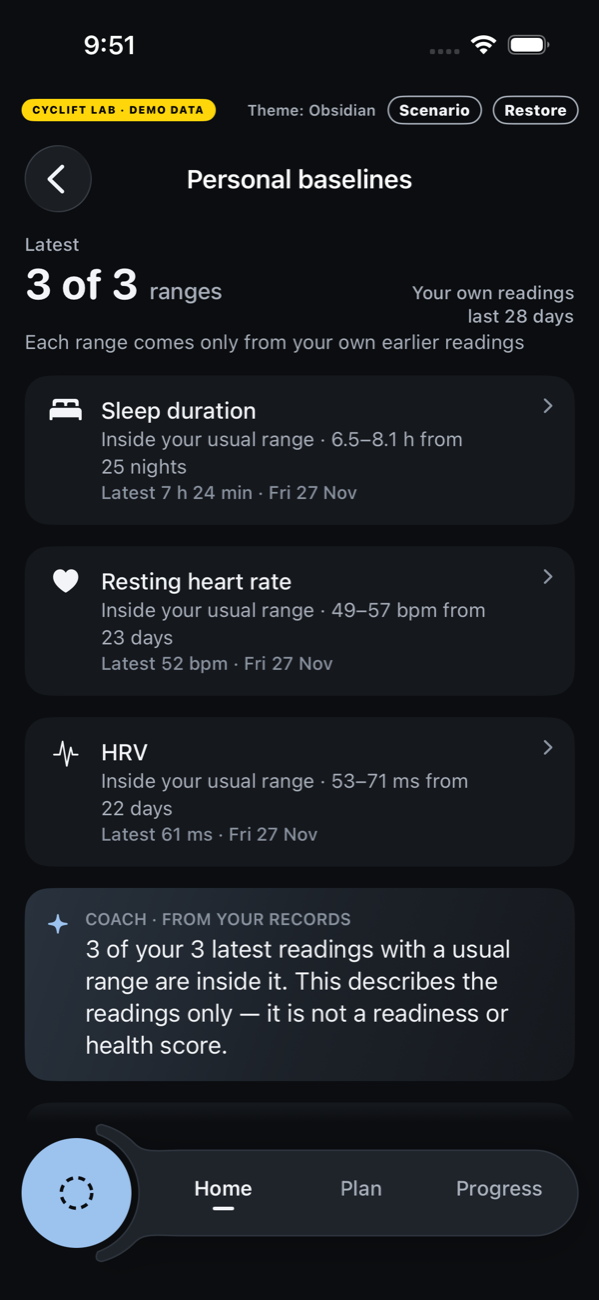 9:51
CYCLIFT LAB · DEMO DATA
Theme: Obsidian
Scenario
Restore
Personal baselines
Latest
3 of 3 ranges
Your own readings
last 28 days
Each range comes only from your own earlier readings
Sleep duration
Inside your usual range · 6.5–8.1 h from
25 nights
Latest 7 h 24 min · Fri 27 Nov
Resting heart rate
Inside your usual range · 49–57 bpm from
23 days
Latest 52 bpm · Fri 27 Nov
HRV
Inside your usual range · 53–71 ms from
22 days
Latest 61 ms · Fri 27 Nov
COACH · FROM YOUR RECORDS
3 of your 3 latest readings with a usual
range are inside it. This describes the
readings only — it is not a readiness or
health score.
Home
Plan
Progress